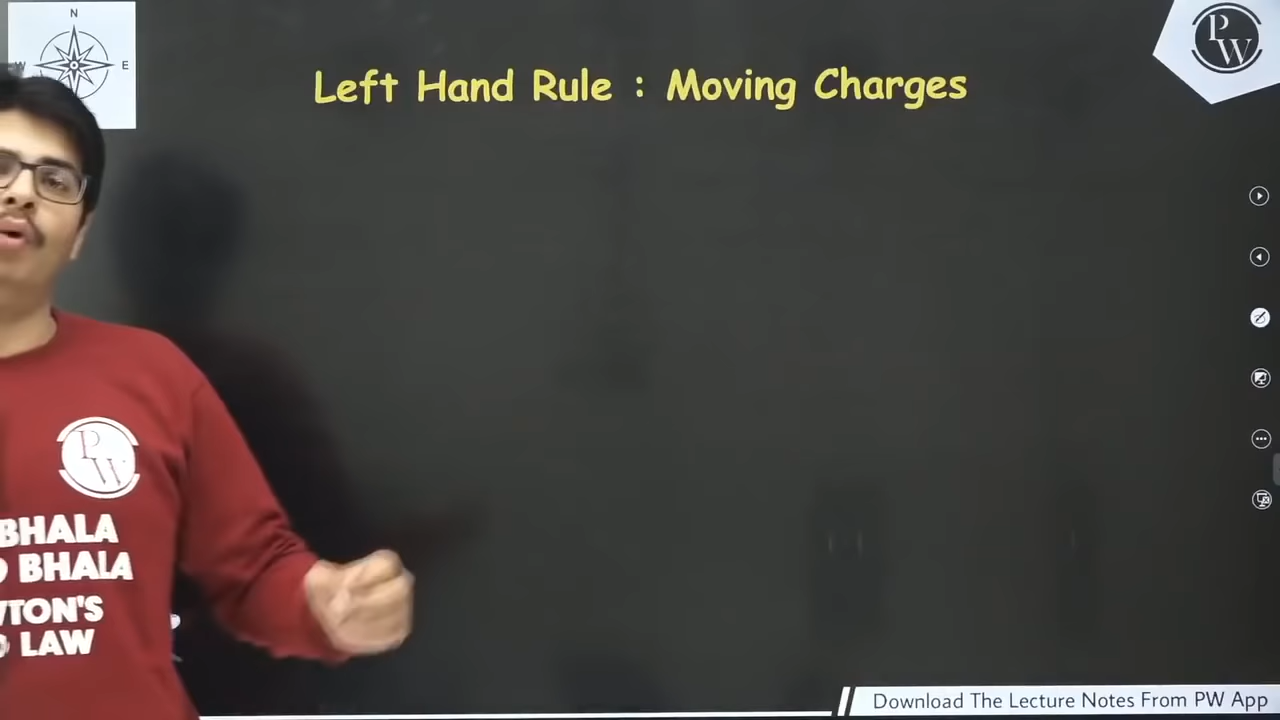 N
W E
PW
Left Hand Rule : Moving Charges
PW
BHALA
BHALA
TON'S
LAW
Download The Lecture Notes From PW App